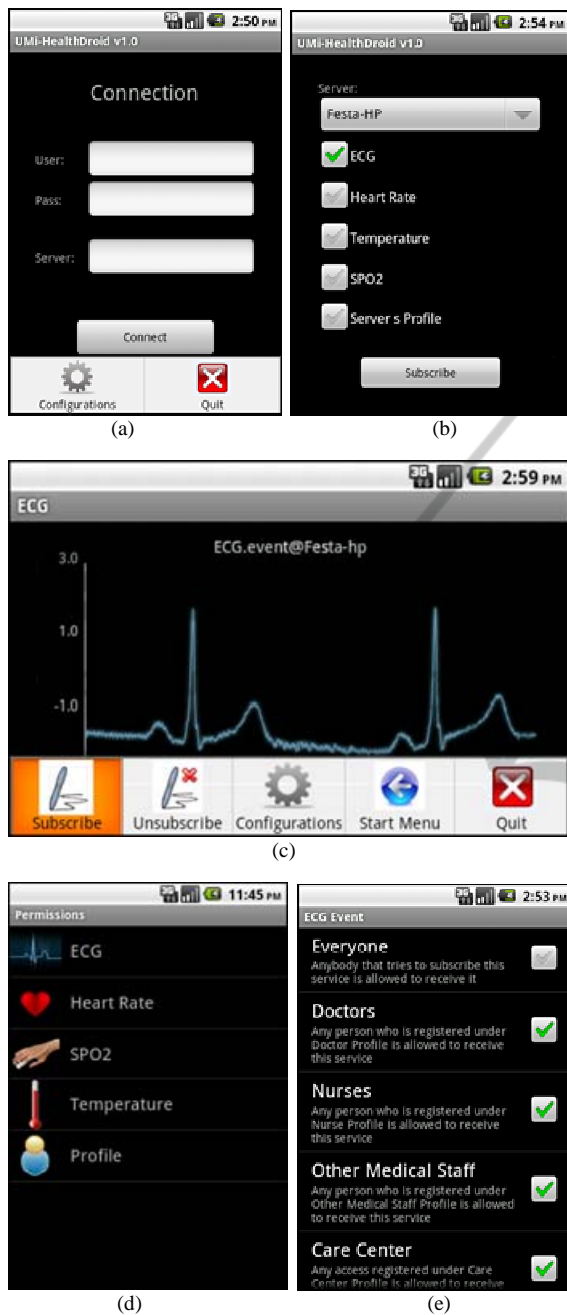 2:50 PM
UMi-HealthDroid v1.0
Connection
User:
Pass:
Server:
Connect
Configurations
Quit
(a)
2:54 PM
UMi-HealthDroid v1.0
Server:
Festa-HP
ECG
Heart Rate
Temperature
SPO2
Server s Profile
Subscribe
(b)
3G
2:59 PM
ECG
ECG.event@Festa-hp
3.0
1.0
-1.0
Subscribe
Unsubscribe
Configurations
Start Menu
Quit
(c)
11:45 PM
Permissions
ECG
Heart Rate
SPO2
Temperature
Profile
(d)
2:53 PM
ECG Event
Everyone
Anybody that tries to subscribe this
service is allowed to receive it
Doctors
Any person who is registered under
Doctor Profile is allowed to receive
this service
Nurses
Any person who is registered under
Nurse Profile is allowed to receive
this service
Other Medical Staff
Any person who is registered under
Other Medical Staff Profile is allowed
to receive this service
Care Center
Any access registered under Care
Center Profile is allowed to receive
(e)